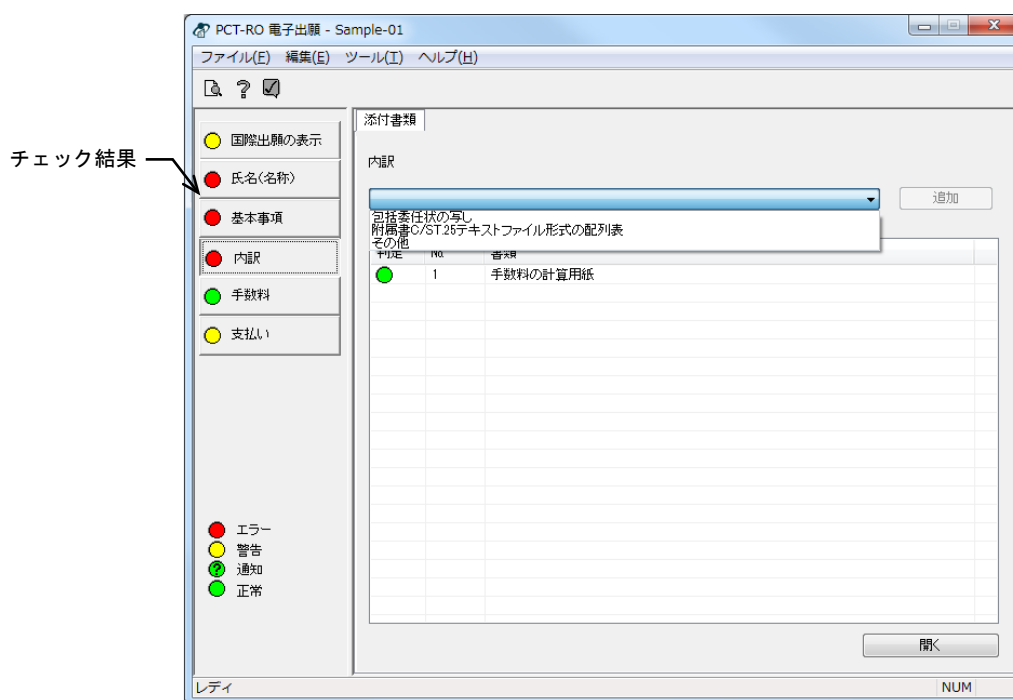 PCT-RO 電子出願 - Sample-01
ファイル(F) 編集(E) ツール(T) ヘルプ(H)
添付書類
国際出願の表示
チェック結果
氏名(名称)
基本事項
内訳
手数料
支払い
内訳
追加
包括委任状の写し
附属書C/ST.25テキストファイル形式の配列表
その他
判定 No. 書類
1 手数料の計算用紙
エラー
警告
? 通知
正常
開く
レディ
NUM